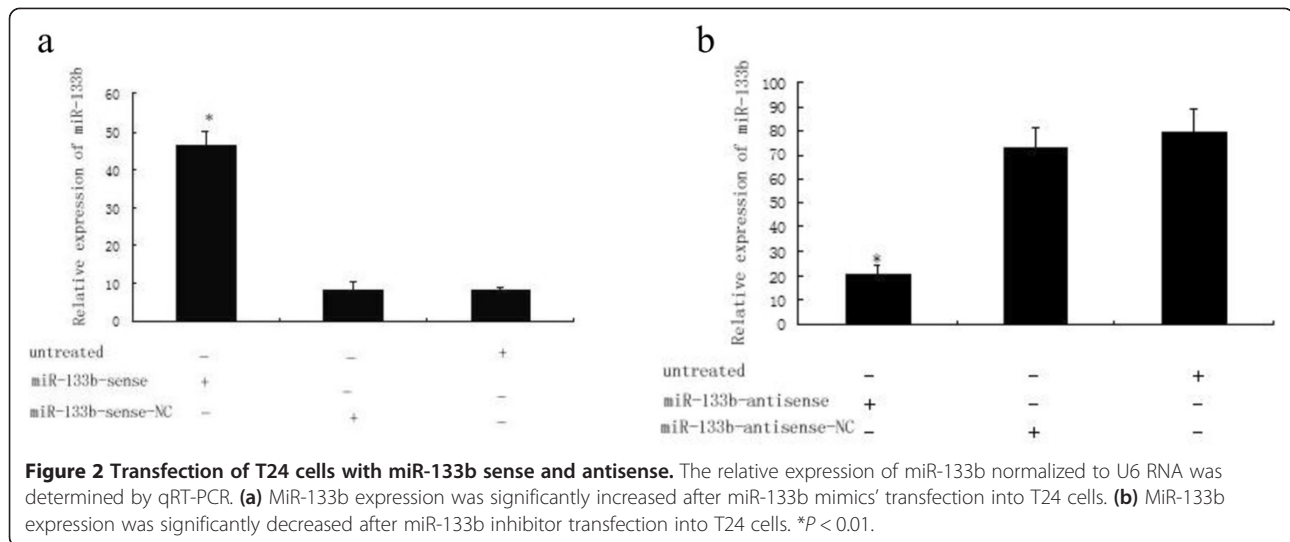 a
Relative expression of miR-133b
60
50
40
30
20
10
0
*
untreated – – +
miR-133b-sense + – –
miR-133b-sense-NC – + –
b
Relative expression of miR-133b
100
90
80
70
60
50
40
30
20
10
0
*
untreated – – +
miR-133b-antisense + – –
miR-133b-antisense-NC – + –
Figure 2 Transfection of T24 cells with miR-133b sense and antisense. The relative expression of miR-133b normalized to U6 RNA was
determined by qRT-PCR. (a) MiR-133b expression was significantly increased after miR-133b mimics’ transfection into T24 cells. (b) MiR-133b
expression was significantly decreased after miR-133b inhibitor transfection into T24 cells. *P < 0.01.